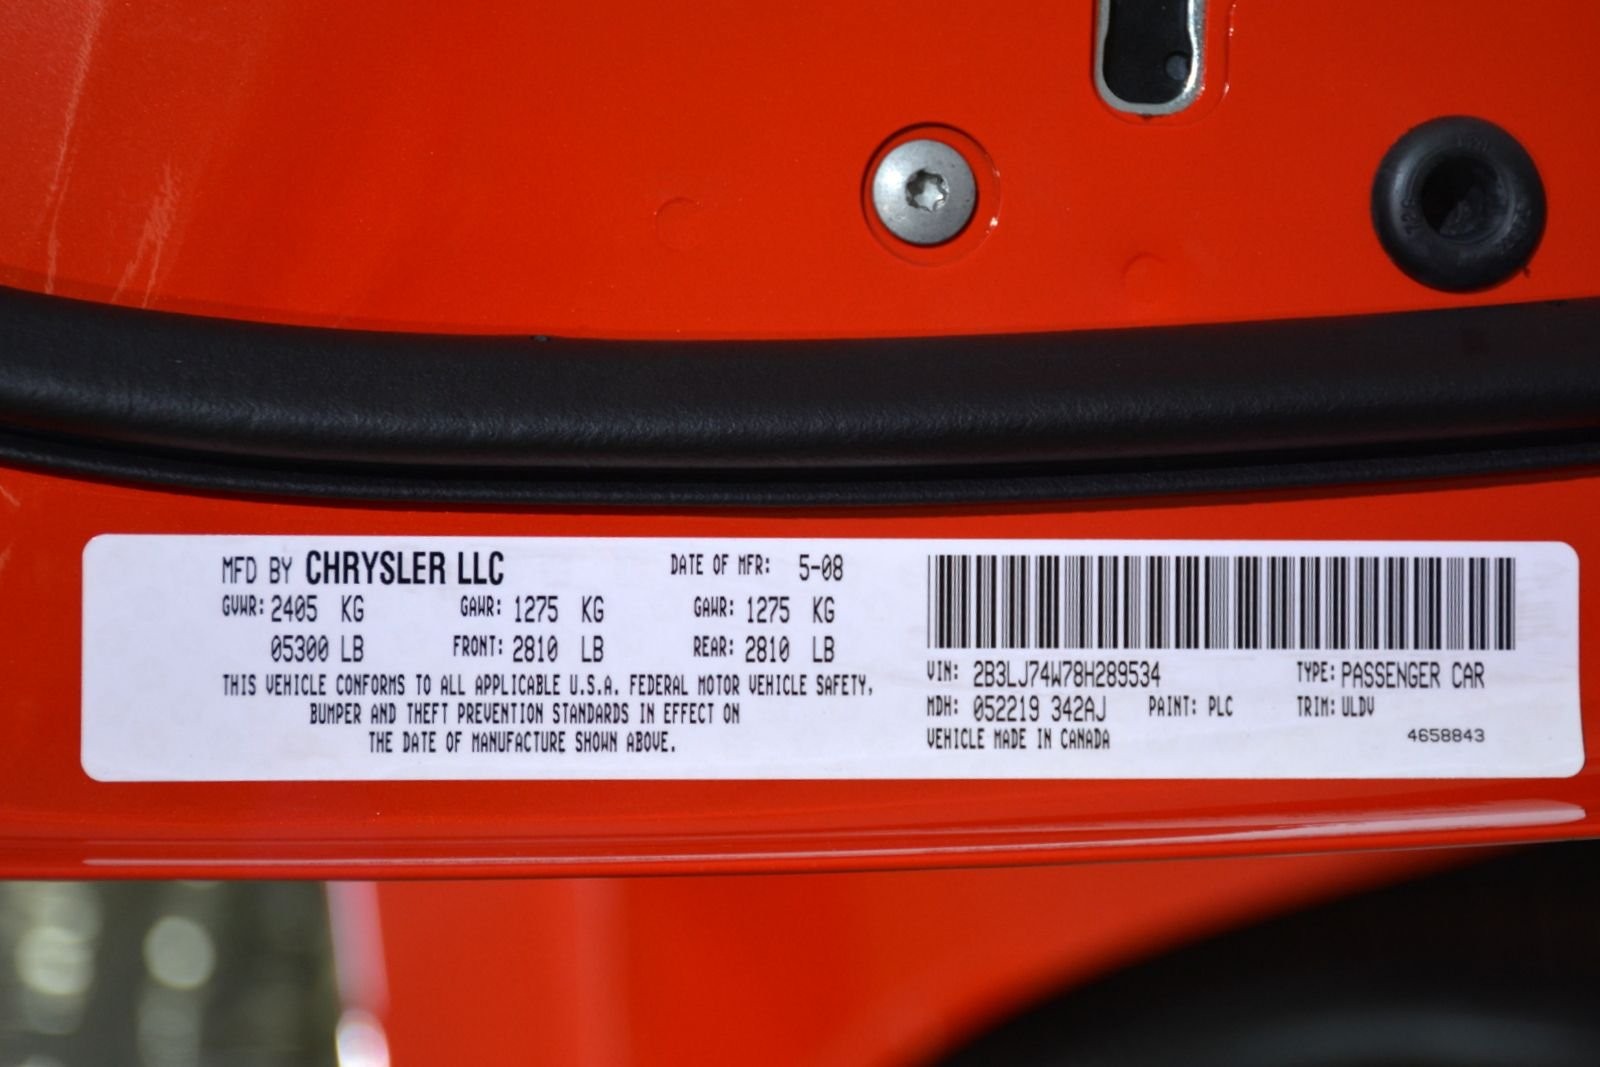 MFD BY CHRYSLER LLC DATE OF MFR: 5-08
GVWR: 2405 KG GAWR: 1275 KG GAWR: 1275 KG
05300 LB FRONT: 2810 LB REAR: 2810 LB
THIS VEHICLE CONFORMS TO ALL APPLICABLE U.S.A. FEDERAL MOTOR VEHICLE SAFETY,
BUMPER AND THEFT PREVENTION STANDARDS IN EFFECT ON
THE DATE OF MANUFACTURE SHOWN ABOVE.
VIN: 2B3LJ74W78H289534 TYPE: PASSENGER CAR
MDH: 052219 342AJ PAINT: PLC TRIM: ULDV
VEHICLE MADE IN CANADA 4658843